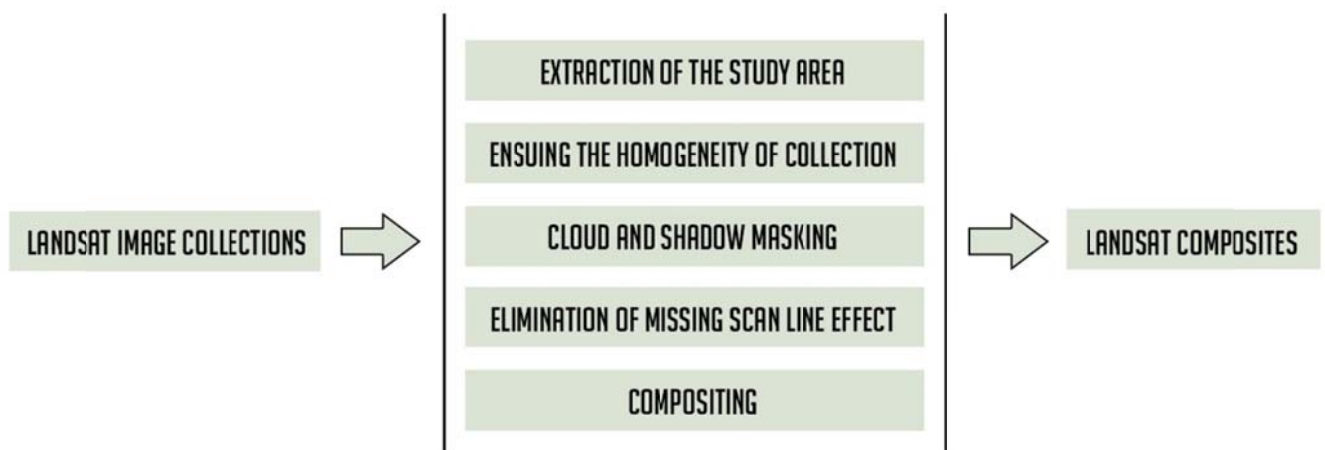 LANDSAT IMAGE COLLECTIONS
EXTRACTION OF THE STUDY AREA
ENSUING THE HOMOGENEITY OF COLLECTION
CLOUD AND SHADOW MASKING
ELIMINATION OF MISSING SCAN LINE EFFECT
COMPOSITING
LANDSAT COMPOSITES